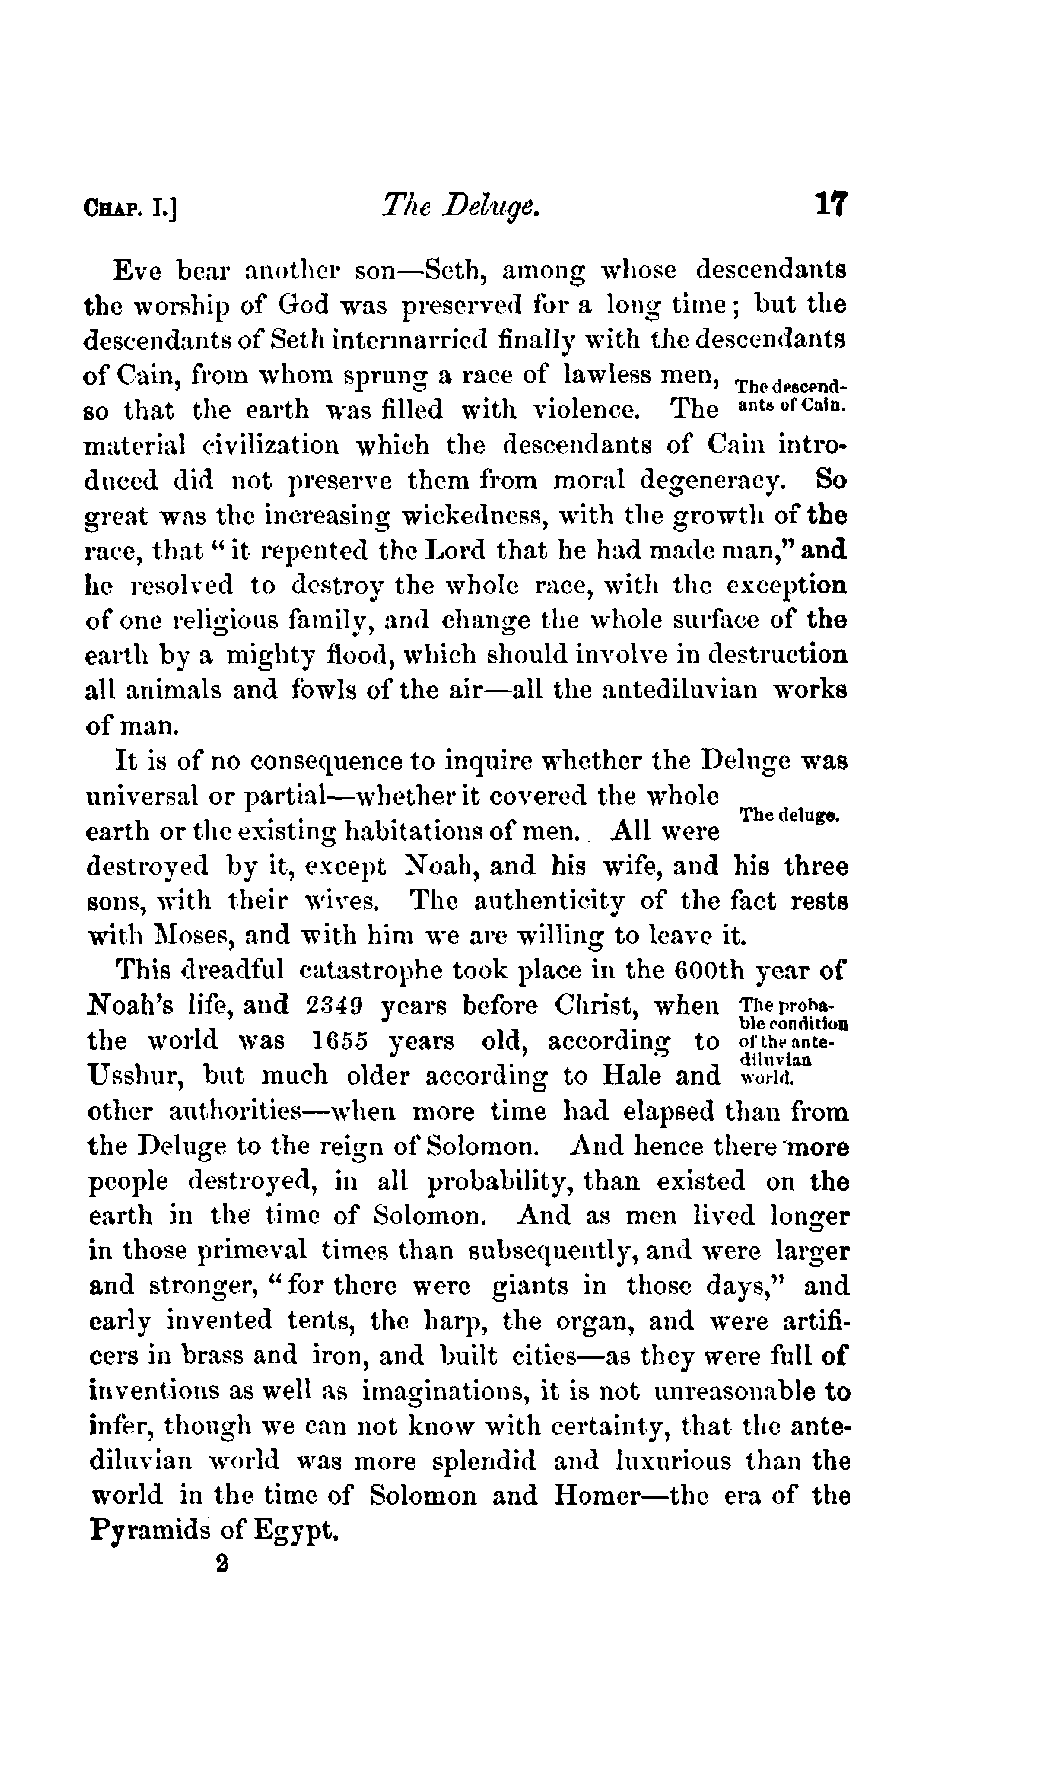 CHAP. I.] The Deluge. 17
Eve bear another son—Seth, among whose descendants
the worship of God was preserved for a long time; but the
descendants of Seth intermarried finally with the descendants
of Cain, from whom sprung a race of lawless men,
The descend-
so that the earth was filled with violence. The
ants of Cain.
material civilization which the descendants of Cain intro-
duced did not preserve them from moral degeneracy. So
great was the increasing wickedness, with the growth of the
race, that “it repented the Lord that he had made man,” and
he resolved to destroy the whole race, with the exception
of one religious family, and change the whole surface of the
earth by a mighty flood, which should involve in destruction
all animals and fowls of the air—all the antediluvian works
of man.
It is of no consequence to inquire whether the Deluge was
universal or partial—whether it covered the whole
The deluge.
earth or the existing habitations of men. All were
destroyed by it, except Noah, and his wife, and his three
sons, with their wives. The authenticity of the fact rests
with Moses, and with him we are willing to leave it.
This dreadful catastrophe took place in the 600th year of
Noah's life, and 2349 years before Christ, when
The proba-
ble condition
the world was 1655 years old, according to
of the ante-
diluvian
Usshur, but much older according to Hale and
world.
other authorities—when more time had elapsed than from
the Deluge to the reign of Solomon. And hence there more
people destroyed, in all probability, than existed on the
earth in the time of Solomon. And as men lived longer
in those primeval times than subsequently, and were larger
and stronger, “for there were giants in those days,” and
early invented tents, the harp, the organ, and were artifi-
cers in brass and iron, and built cities—as they were full of
inventions as well as imaginations, it is not unreasonable to
infer, though we can not know with certainty, that the ante-
diluvian world was more splendid and luxurious than the
world in the time of Solomon and Homer—the era of the
Pyramids of Egypt.
2